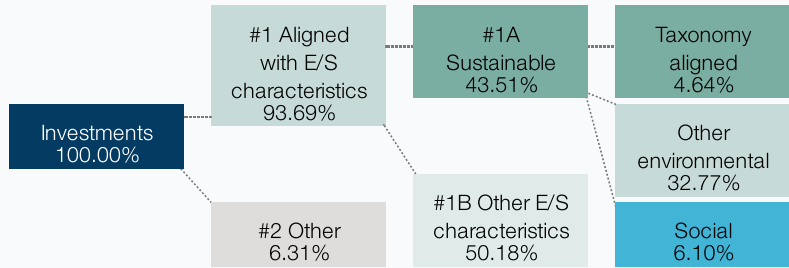 Investments
100.00%
#1 Aligned
with E/S
characteristics
93.69%
#2 Other
6.31%
#1A
Sustainable
43.51%
#1B Other E/S
characteristics
50.18%
Taxonomy
aligned
4.64%
Other
environmental
32.77%
Social
6.10%